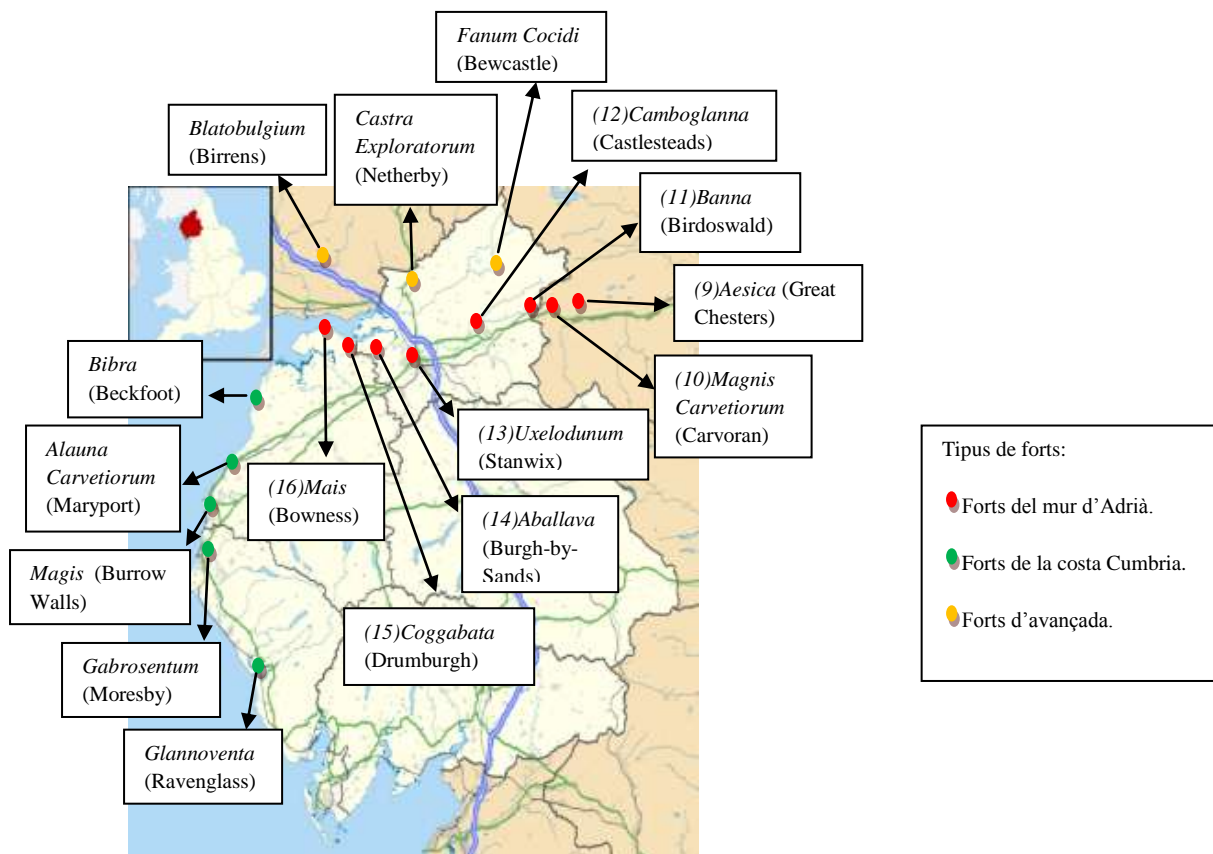 Fanum Cocidi
(Bewcastle)
(12)Camboglanna
(Castlesteads)
Castra
Exploratorum
(Netherby)
Blatobulgium
(Birrens)
(11)Banna
(Birdoswald)
(9)Aesica (Great
Chesters)
Bibra
(Beckfoot)
(10)Magnis
Carvetiorum
(Carvoran)
(13)Uxelodunum
(Stanwix)
Alauna
Carvetiorum
(Maryport)
(16)Mais
(Bowness)
(14)Aballava
(Burgh-by-
Sands)
Magis (Burrow
Walls)
(15)Coggabata
(Drumburgh)
Gabrosentum
(Moresby)
Glannoventa
(Ravenglass)
Tipus de forts:
Forts del mur d’Adrià.
Forts de la costa Cumbria.
Forts d’avançada.